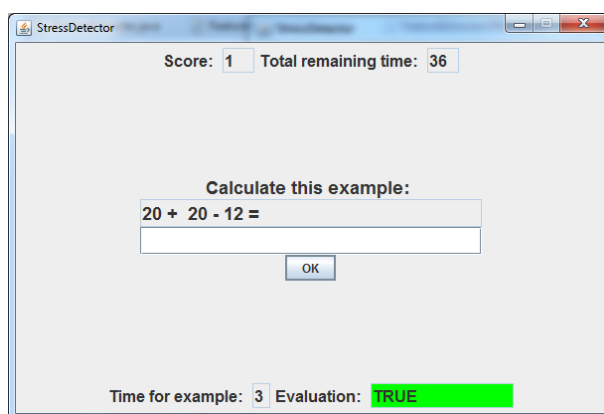 StressDetector
Score: 1 Total remaining time: 36
Calculate this example:
20 + 20 - 12 =
OK
Time for example: 3 Evaluation: TRUE